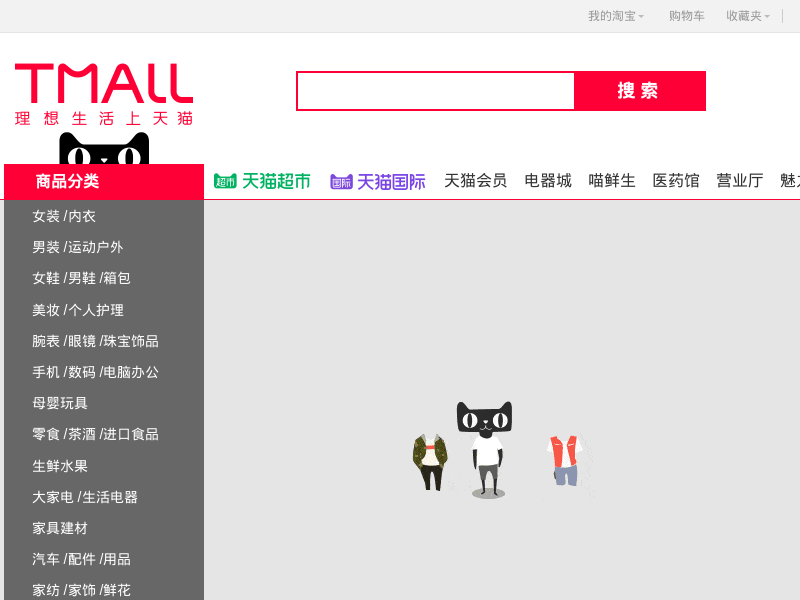 我的淘宝 购物车 收藏夹
TMALL
理想生活上天猫
搜 索
商品分类
超市 天猫超市 国际 天猫国际 天猫会员 电器城 喵鲜生 医药馆 营业厅 魅
女装 /内衣
男装 /运动户外
女鞋 /男鞋 /箱包
美妆 /个人护理
腕表 /眼镜 /珠宝饰品
手机 /数码 /电脑办公
母婴玩具
零食 /茶酒 /进口食品
生鲜水果
大家电 /生活电器
家具建材
汽车 /配件 /用品
家纺 /家饰 /鲜花